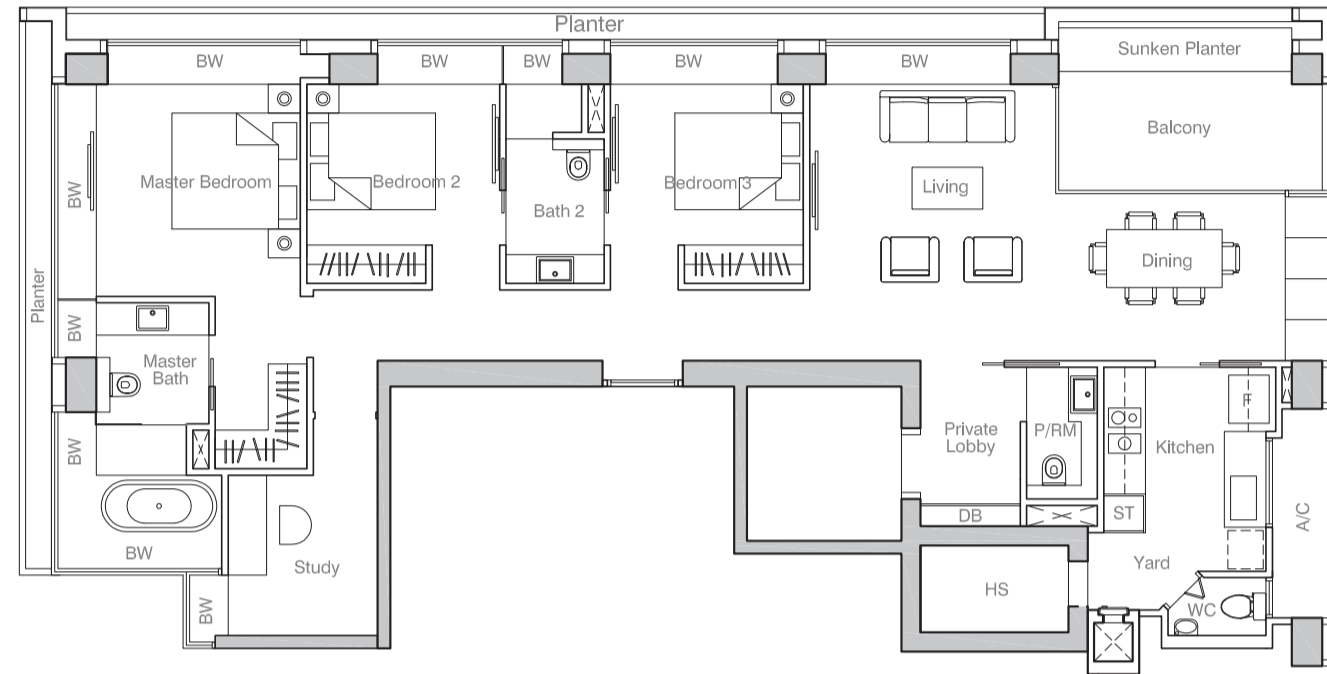 Planter
Sunken Planter
BW
BW
BW
BW
BW
Balcony
Master Bedroom
Bedroom 2
Bath 2
Bedroom 3
Living
BW
Dining
Planter
BW
Master
Bath
BW
Private
Lobby
P/RM
F
Kitchen
DB
ST
A/C
BW
Study
Yard
HS
BW
WC